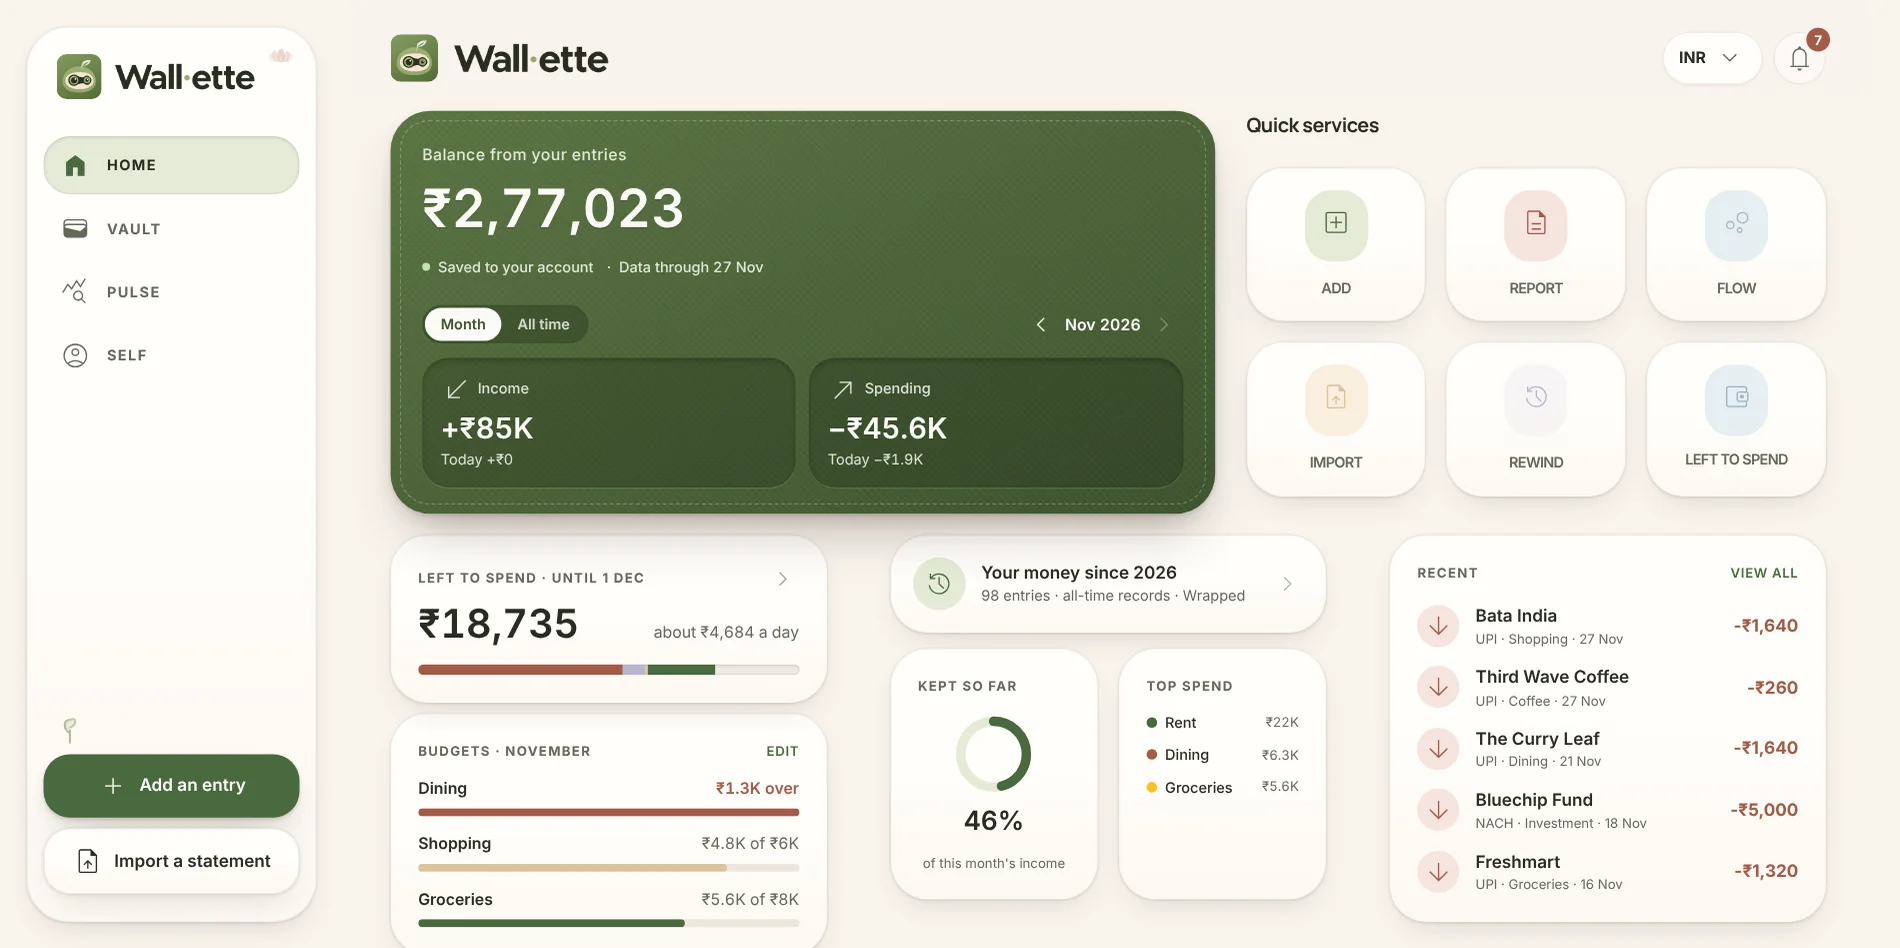 Wall·ette
HOME
VAULT
PULSE
SELF
Add an entry
Import a statement
Wall·ette
INR
7
Balance from your entries
₹2,77,023
Saved to your account · Data through 27 Nov
Month All time
Nov 2026
Income
+₹85K
Today +₹0
Spending
−₹45.6K
Today −₹1.9K
Quick services
ADD
REPORT
FLOW
IMPORT
REWIND
LEFT TO SPEND
LEFT TO SPEND · UNTIL 1 DEC
₹18,735
about ₹4,684 a day
BUDGETS · NOVEMBER EDIT
Dining ₹1.3K over
Shopping ₹4.8K of ₹6K
Groceries ₹5.6K of ₹8K
Your money since 2026
98 entries · all-time records · Wrapped
KEPT SO FAR
46%
of this month's income
TOP SPEND
Rent ₹22K
Dining ₹6.3K
Groceries ₹5.6K
RECENT VIEW ALL
Bata India -₹1,640
UPI · Shopping · 27 Nov
Third Wave Coffee -₹260
UPI · Coffee · 27 Nov
The Curry Leaf -₹1,640
UPI · Dining · 21 Nov
Bluechip Fund -₹5,000
NACH · Investment · 18 Nov
Freshmart -₹1,320
UPI · Groceries · 16 Nov